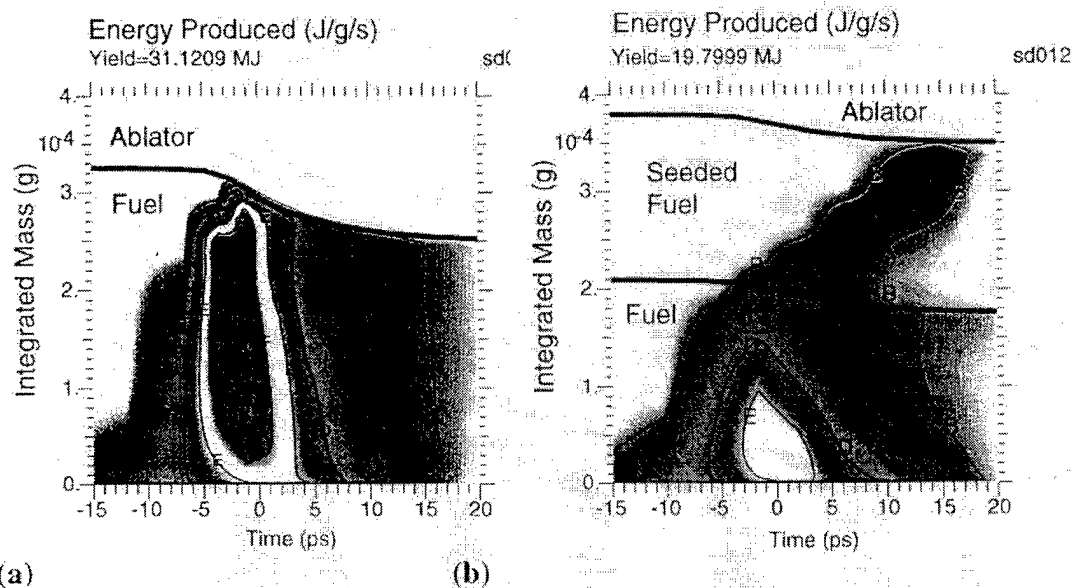 Energy Produced (J/g/s)
Yield=31.1209 MJ
sd0
4.
10-4
3.
2.
1.
0.
Integrated Mass (g)
Ablator
Fuel
E
E
-15
-10
-5
0
5
10
15
20
Time (ps)
(a)
Energy Produced (J/g/s)
Yield=19.7999 MJ
sd012
4.
10-4
3.
2.
1.
0.
Integrated Mass (g)
Ablator
Seeded
Fuel
Fuel
B
E
-15
-10
-5
0
5
10
15
20
Time (ps)
(b)